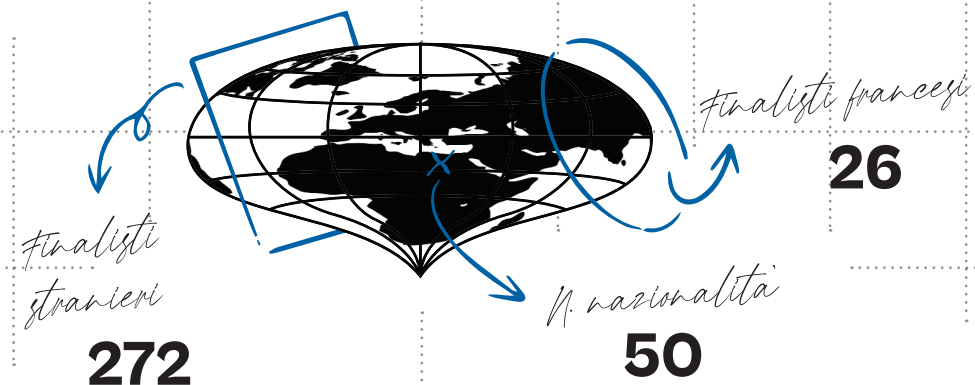 Finalisti francesi
26
Finalisti
stranieri
272
N. nazionalità
50